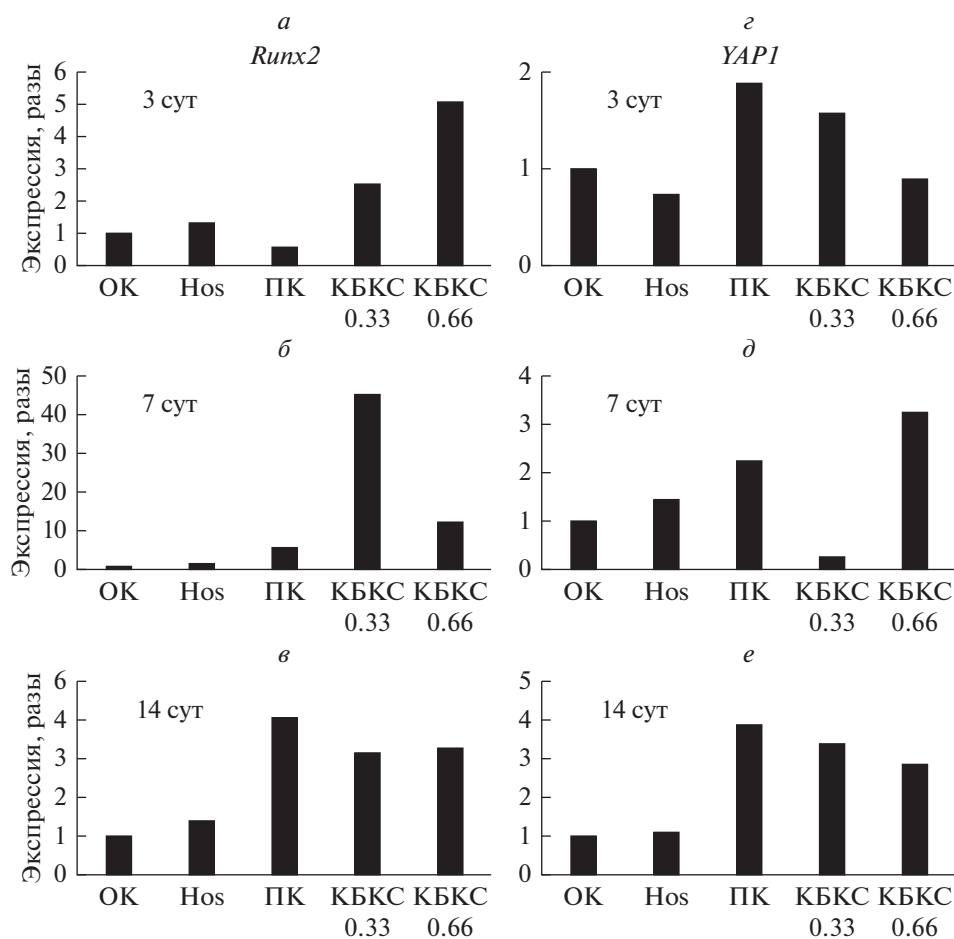 а
Runx2
Экспрессия, разы
6
5
4
3
2
1
0
3 сут
ОК Hos ПК КБКС КБКС
0.33 0.66
г
YAP1
2
1
0
3 сут
ОК Hos ПК КБКС КБКС
0.33 0.66
б
Экспрессия, разы
50
40
30
20
10
0
7 сут
ОК Hos ПК КБКС КБКС
0.33 0.66
д
4
3
2
1
0
7 сут
ОК Hos ПК КБКС КБКС
0.33 0.66
в
Экспрессия, разы
6
5
4
3
1
0
14 сут
ОК Hos ПК КБКС КБКС
0.33 0.66
е
5
4
3
2
1
0
14 сут
ОК Hos ПК КБКС КБКС
0.33 0.66